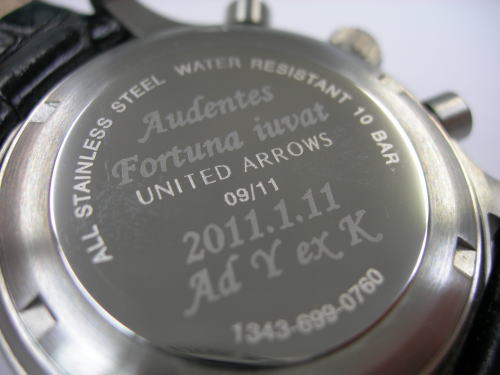 ALL STAINLESS STEEL WATER RESISTANT 10 BAR.
Audentes
Fortuna iuvat
UNITED ARROWS
09/11
2011.1.11
Ad Y ex K
1343-699-0760